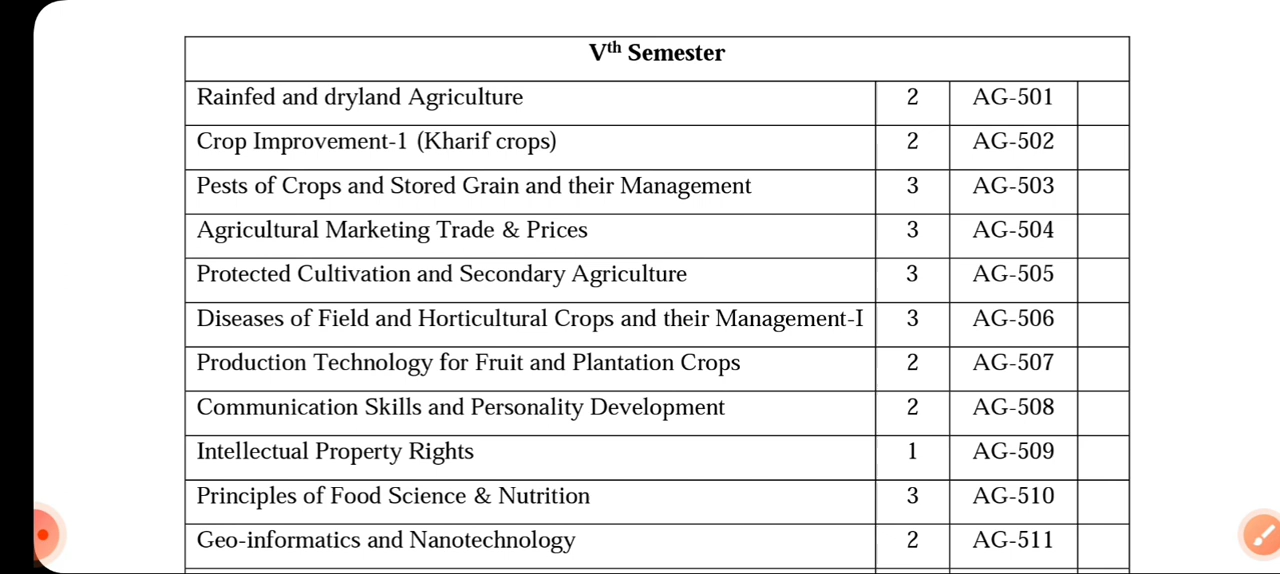 Vth Semester
Rainfed and dryland Agriculture 2 AG-501
Crop Improvement-1 (Kharif crops) 2 AG-502
Pests of Crops and Stored Grain and their Management 3 AG-503
Agricultural Marketing Trade & Prices 3 AG-504
Protected Cultivation and Secondary Agriculture 3 AG-505
Diseases of Field and Horticultural Crops and their Management-I 3 AG-506
Production Technology for Fruit and Plantation Crops 2 AG-507
Communication Skills and Personality Development 2 AG-508
Intellectual Property Rights 1 AG-509
Principles of Food Science & Nutrition 3 AG-510
Geo-informatics and Nanotechnology 2 AG-511